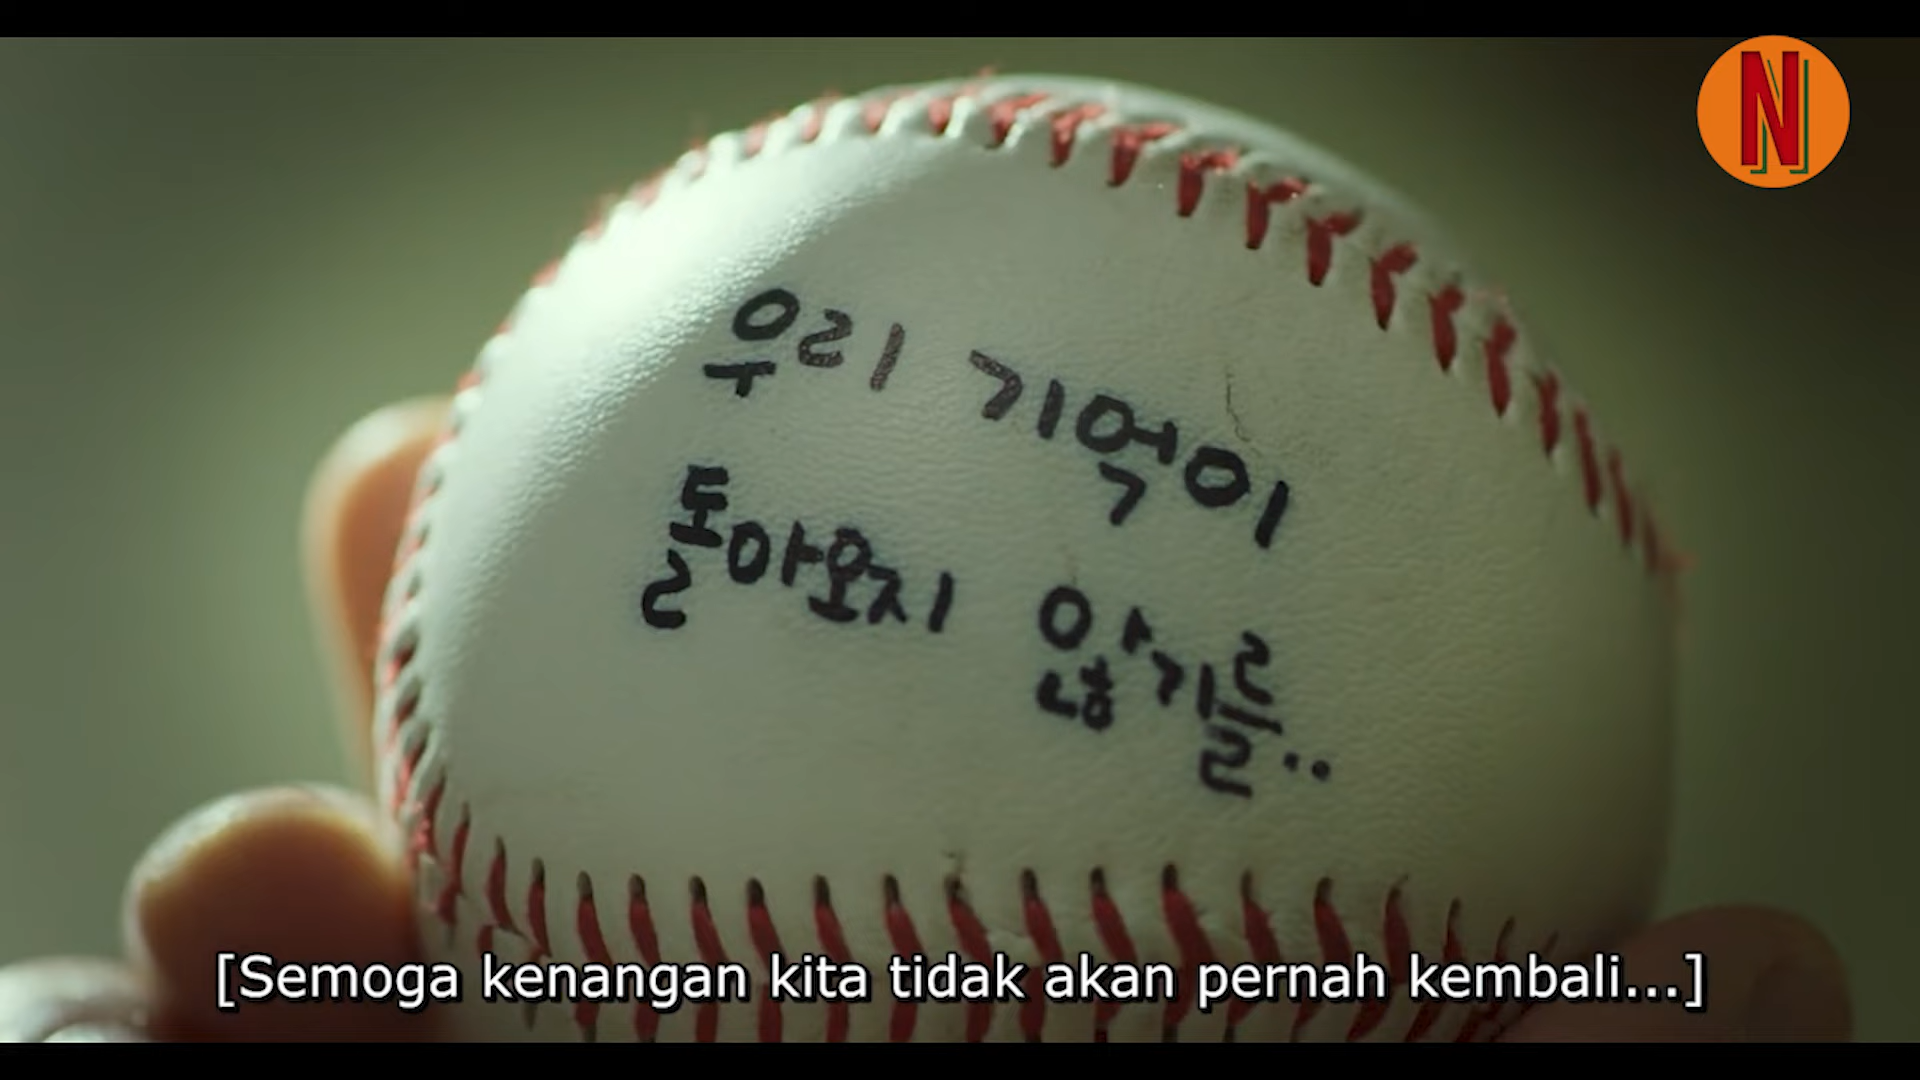 N
우리 기억이
돌아오지 않기를..
[Semoga kenangan kita tidak akan pernah kembali...]